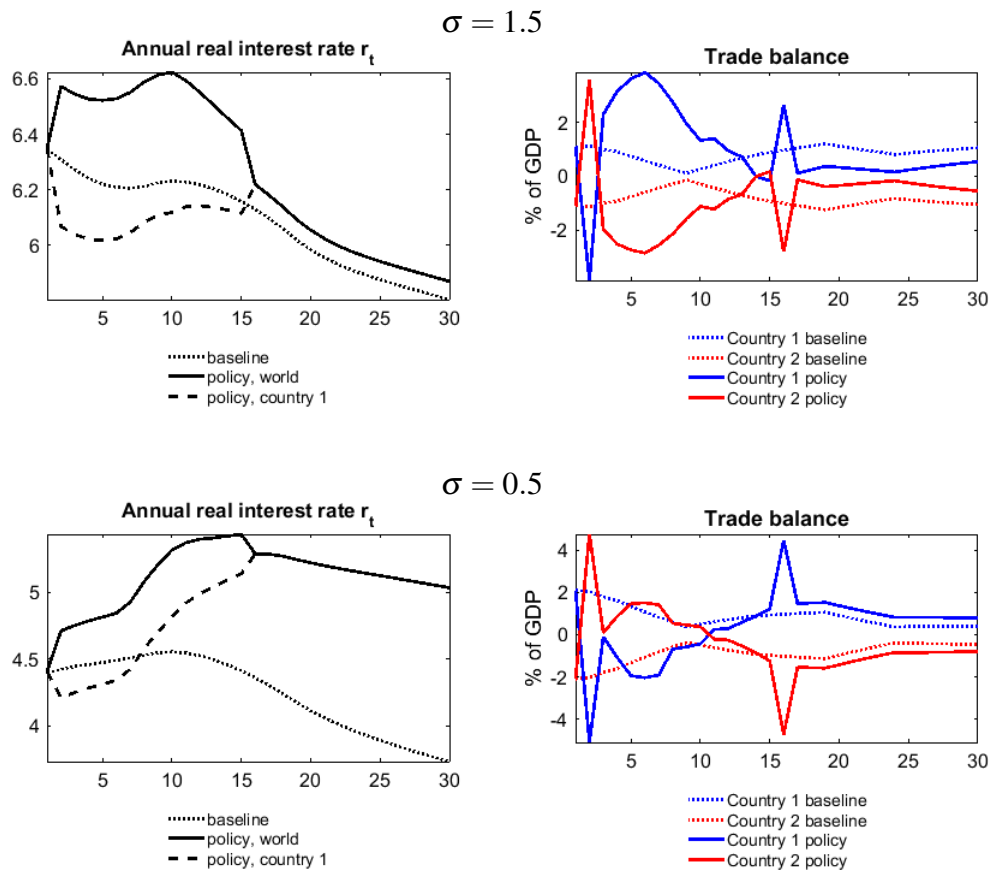 σ = 1.5
Annual real interest rate r_t
6.6
6.4
6.2
6
5 10 15 20 25 30
baseline
policy, world
policy, country 1
Trade balance
% of GDP
2
0
-2
5 10 15 20 25 30
Country 1 baseline
Country 2 baseline
Country 1 policy
Country 2 policy
σ = 0.5
Annual real interest rate r_t
5
4.5
4
5 10 15 20 25 30
baseline
policy, world
policy, country 1
Trade balance
% of GDP
4
2
0
-2
-4
5 10 15 20 25 30
Country 1 baseline
Country 2 baseline
Country 1 policy
Country 2 policy